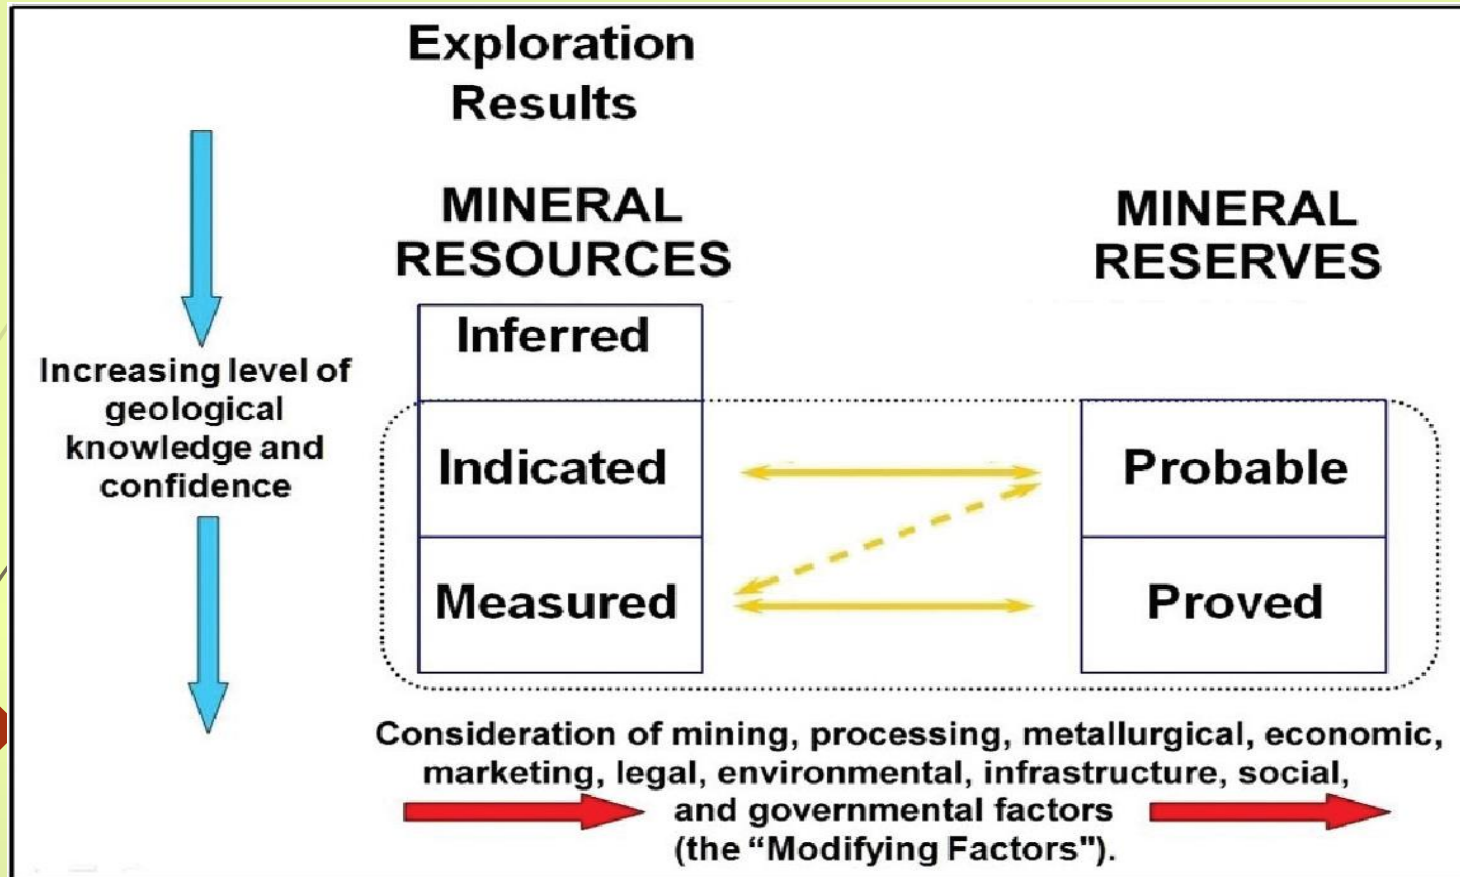 Exploration
Results
MINERAL
RESOURCES
MINERAL
RESERVES
Increasing level of
geological
knowledge and
confidence
Inferred
Indicated
Measured
Probable
Proved
Consideration of mining, processing, metallurgical, economic,
marketing, legal, environmental, infrastructure, social,
and governmental factors
(the “Modifying Factors").